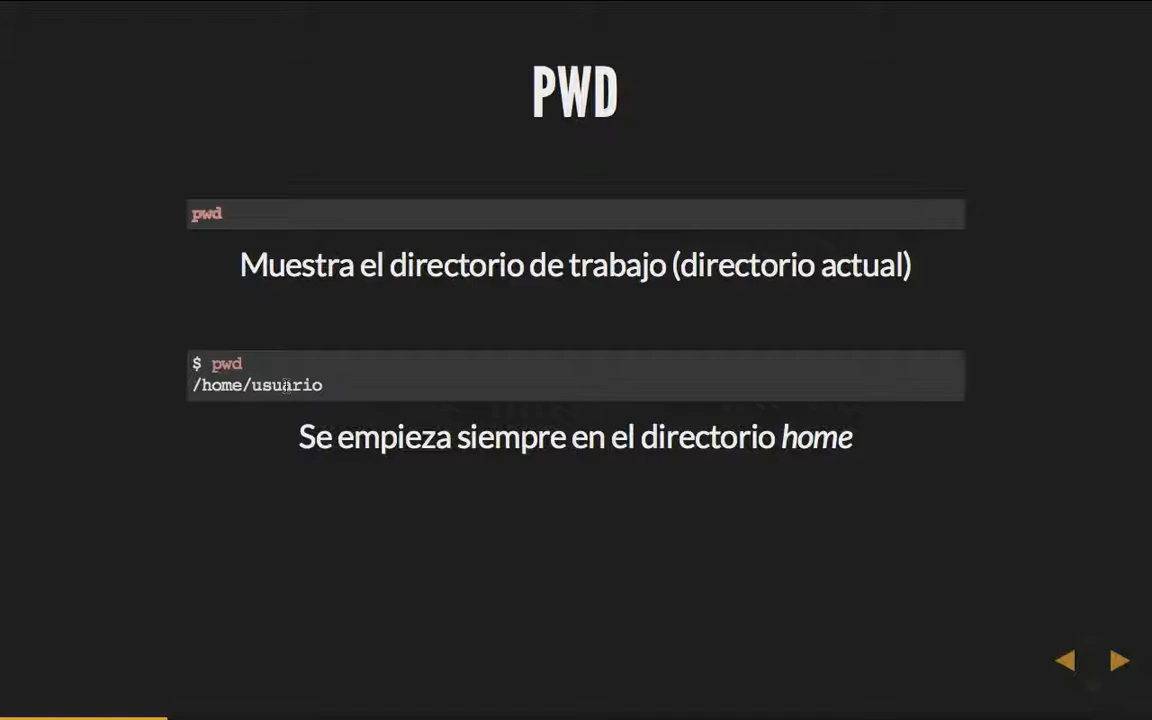 PWD
pwd
Muestra el directorio de trabajo (directorio actual)
$ pwd
/home/usuario
Se empieza siempre en el directorio home